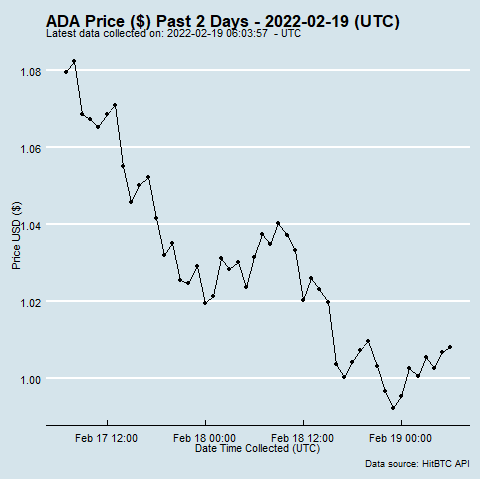 ADA Price ($) Past 2 Days - 2022-02-19 (UTC)
Latest data collected on: 2022-02-19 06:03:57 - UTC
1.08
1.06
1.04
1.02
1.00
Price USD ($)
Feb 17 12:00 Feb 18 00:00 Feb 18 12:00 Feb 19 00:00
Date Time Collected (UTC)
Data source: HitBTC API